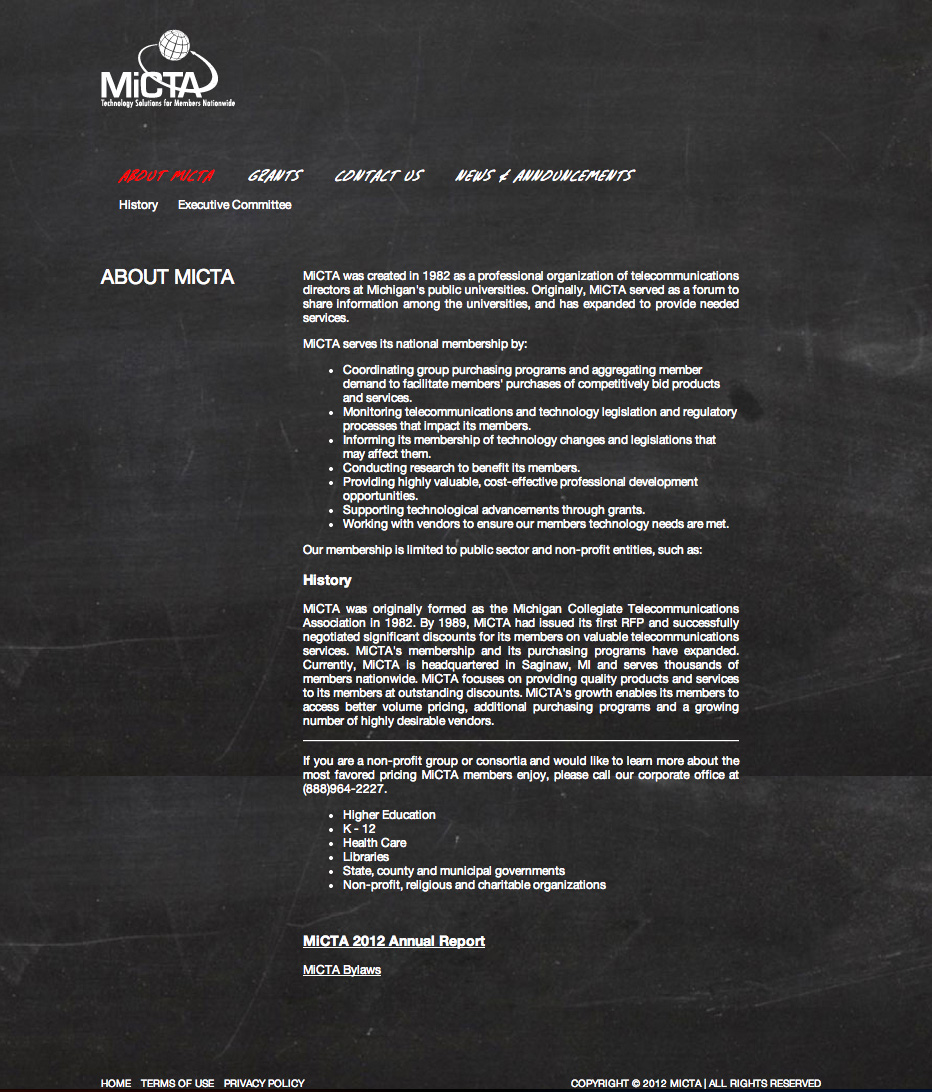 MiCTA
Technology Solutions for Members Nationwide
ABOUT MICTA GRANTS CONTACT US NEWS & ANNOUNCEMENTS
History Executive Committee
ABOUT MICTA
MiCTA was created in 1982 as a professional organization of telecommunications
directors at Michigan's public universities. Originally, MiCTA served as a forum to
share information among the universities, and has expanded to provide needed
services.
MiCTA serves its national membership by:
• Coordinating group purchasing programs and aggregating member
demand to facilitate members' purchases of competitively bid products
and services.
• Monitoring telecommunications and technology legislation and regulatory
processes that impact its members.
• Informing its membership of technology changes and legislations that
may affect them.
• Conducting research to benefit its members.
• Providing highly valuable, cost-effective professional development
opportunities.
• Supporting technological advancements through grants.
• Working with vendors to ensure our members technology needs are met.
Our membership is limited to public sector and non-profit entities, such as:
History
MiCTA was originally formed as the Michigan Collegiate Telecommunications
Association in 1982. By 1989, MiCTA had issued its first RFP and successfully
negotiated significant discounts for its members on valuable telecommunications
services. MiCTA's membership and its purchasing programs have expanded.
Currently, MiCTA is headquartered in Saginaw, MI and serves thousands of
members nationwide. MiCTA focuses on providing quality products and services
to its members at outstanding discounts. MiCTA's growth enables its members to
access better volume pricing, additional purchasing programs and a growing
number of highly desirable vendors.
If you are a non-profit group or consortia and would like to learn more about the
most favored pricing MiCTA members enjoy, please call our corporate office at
(888)964-2227.
• Higher Education
• K - 12
• Health Care
• Libraries
• State, county and municipal governments
• Non-profit, religious and charitable organizations
MiCTA 2012 Annual Report
MiCTA Bylaws
HOME TERMS OF USE PRIVACY POLICY COPYRIGHT © 2012 MICTA | ALL RIGHTS RESERVED